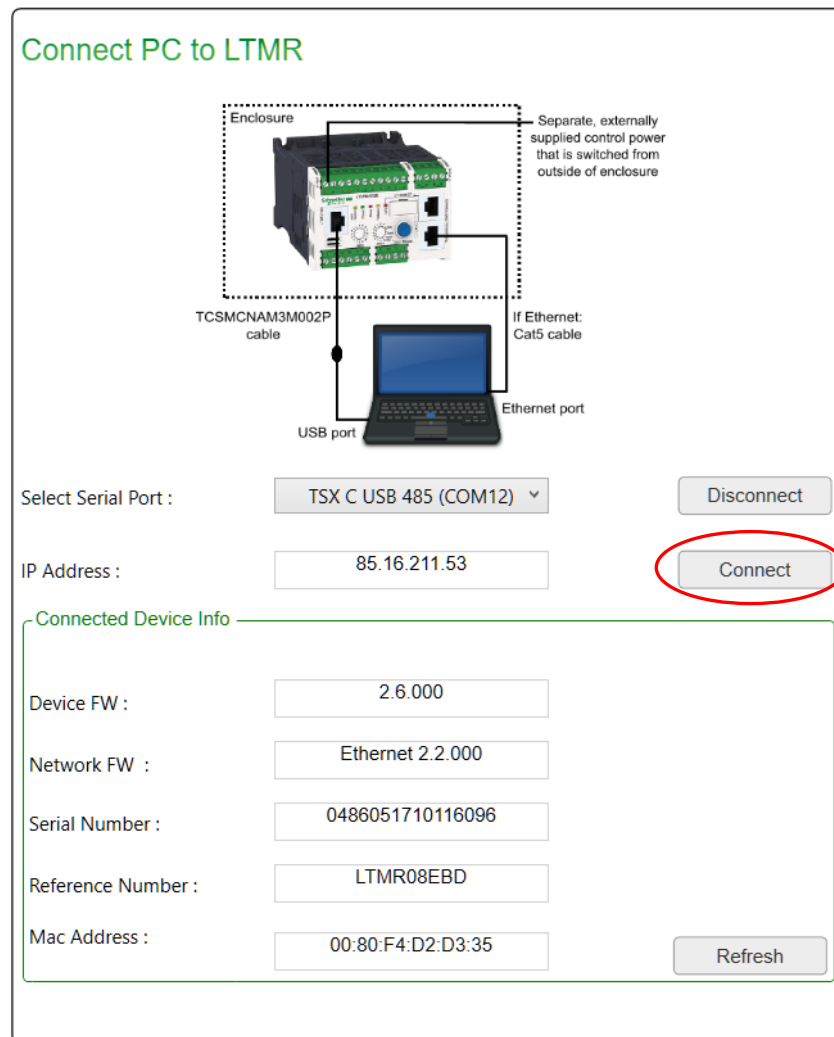 Connect PC to LTMR
Enclosure
Separate, externally
supplied control power
that is switched from
outside of enclosure
Schneider
TCSMCNAM3M002P
cable
If Ethernet:
Cat5 cable
Ethernet port
USB port
Select Serial Port :
TSX C USB 485 (COM12)
Disconnect
IP Address :
85.16.211.53
Connect
Connected Device Info
Device FW :
2.6.000
Network FW :
Ethernet 2.2.000
Serial Number :
0486051710116096
Reference Number :
LTMR08EBD
Mac Address :
00:80:F4:D2:D3:35
Refresh